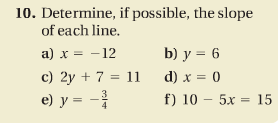 10. Determine, if possible, the slope
of each line.
a) x = −12 b) y = 6
c) 2y + 7 = 11 d) x = 0
e) y = −3/4 f) 10 − 5x = 15